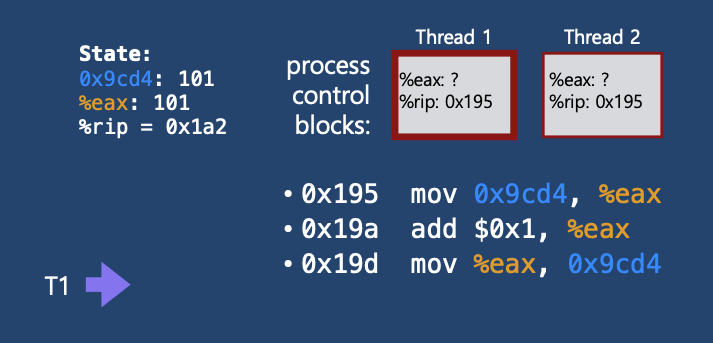 State:
0x9cd4: 101
%eax: 101
%rip = 0x1a2
process
control
blocks:
Thread 1
%eax: ?
%rip: 0x195
Thread 2
%eax: ?
%rip: 0x195
• 0x195 mov 0x9cd4, %eax
• 0x19a add $0x1, %eax
• 0x19d mov %eax, 0x9cd4
T1